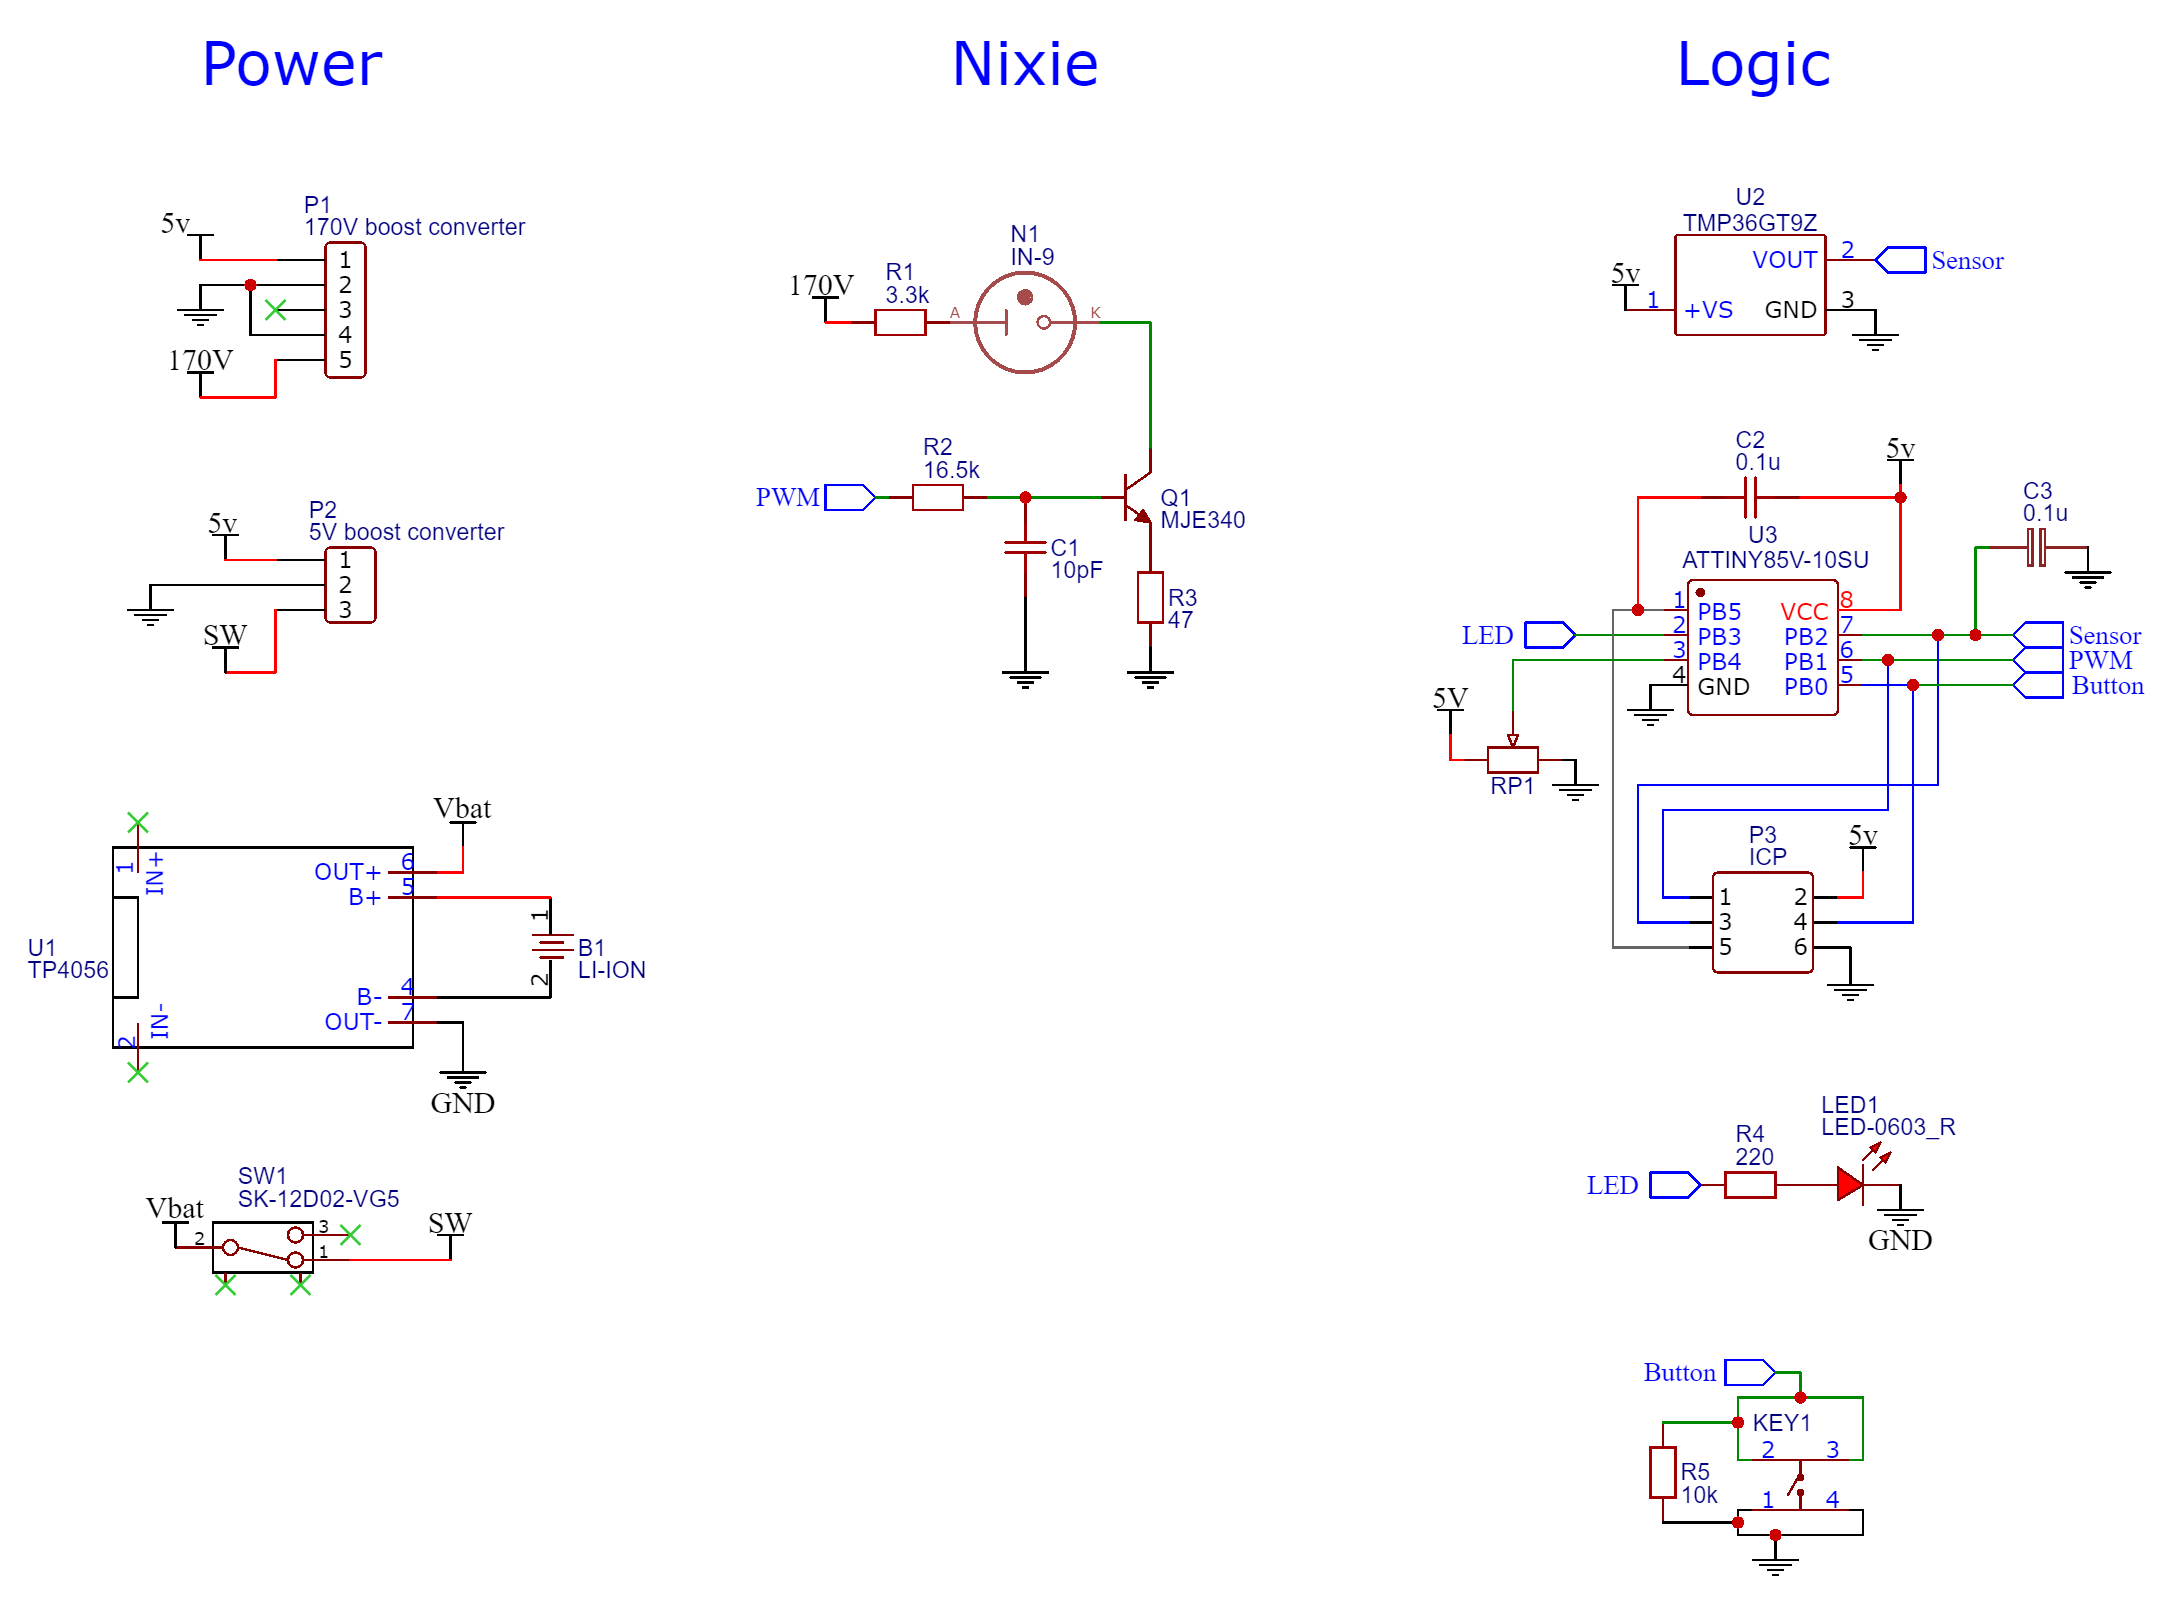 Power
Nixie
Logic
P1
170V boost converter
5v
1
2
3
4
5
170V
P2
5V boost converter
5v
1
2
3
SW
Vbat
OUT+
6
B+
5
1
IN+
U1
TP4056
1
B1
LI-ION
2
B-
4
OUT-
7
IN-
2
GND
SW1
SK-12D02-VG5
Vbat
2
3
1
SW
N1
IN-9
170V
R1
3.3k
A
K
R2
16.5k
PWM
Q1
MJE340
C1
10pF
R3
47
U2
TMP36GT9Z
VOUT
2
Sensor
5v
1
+VS
GND
3
C2
0.1u
5v
C3
0.1u
U3
ATTINY85V-10SU
1
PB5
VCC
8
LED
2
PB3
PB2
7
Sensor
3
PB4
PB1
6
PWM
4
GND
PB0
5
Button
5V
RP1
P3
ICP
5v
1
2
3
4
5
6
LED1
LED-0603_R
R4
220
LED
GND
Button
KEY1
2
3
R5
10k
1
4